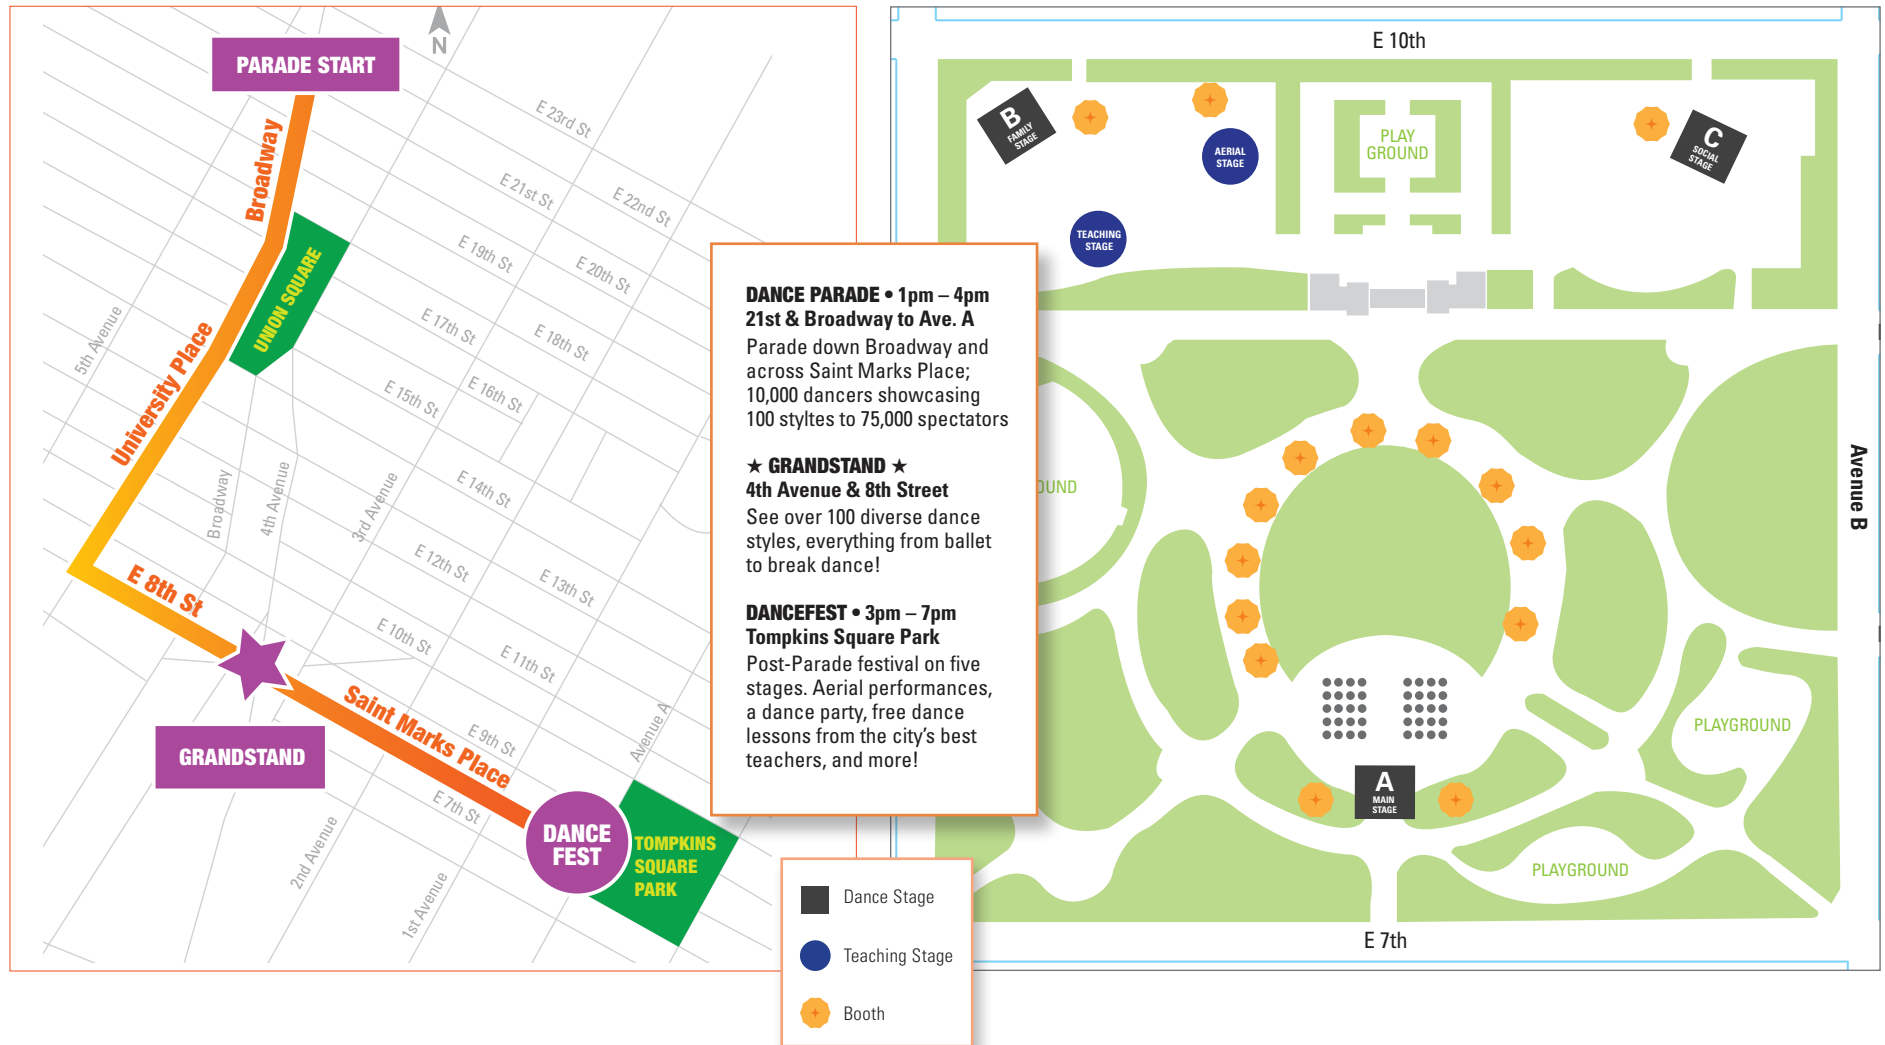 N
PARADE START
Broadway
UNION SQUARE
University Place
E 8th St
Saint Marks Place
GRANDSTAND
DANCE
FEST
TOMPKINS
SQUARE
PARK
E 23rd St
E 22nd St
E 21st St
E 20th St
E 19th St
E 18th St
E 17th St
E 16th St
E 15th St
E 14th St
E 13th St
E 12th St
E 11th St
E 10th St
E 9th St
E 7th St
5th Avenue
Broadway
4th Avenue
3rd Avenue
2nd Avenue
1st Avenue
Avenue A
DANCE PARADE • 1pm – 4pm
21st & Broadway to Ave. A
Parade down Broadway and
across Saint Marks Place;
10,000 dancers showcasing
100 styltes to 75,000 spectators
★ GRANDSTAND ★
4th Avenue & 8th Street
See over 100 diverse dance
styles, everything from ballet
to break dance!
DANCEFEST • 3pm – 7pm
Tompkins Square Park
Post-Parade festival on five
stages. Aerial performances,
a dance party, free dance
lessons from the city’s best
teachers, and more!
Dance Stage
Teaching Stage
Booth
E 10th
B
FAMILY
STAGE
AERIAL
STAGE
TEACHING
STAGE
PLAY
GROUND
C
SOCIAL
STAGE
OUND
Avenue B
PLAYGROUND
A
MAIN
STAGE
PLAYGROUND
E 7th